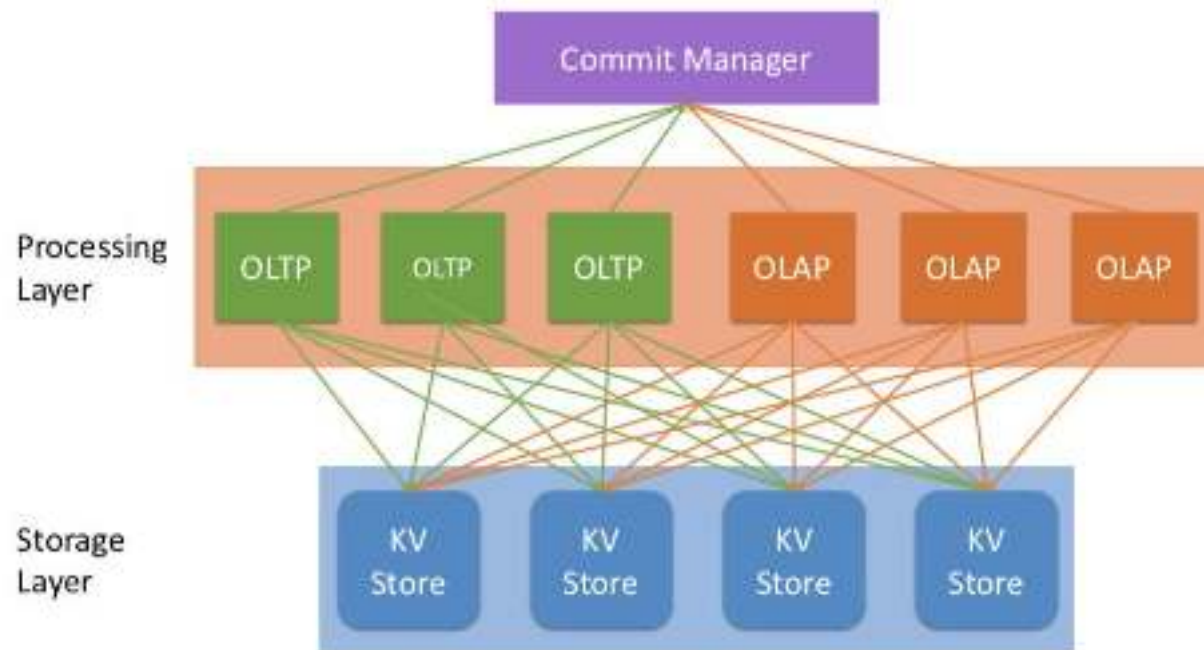 Commit Manager
Processing
Layer
OLTP
OLTP
OLTP
OLAP
OLAP
OLAP
Storage
Layer
KV
Store
KV
Store
KV
Store
KV
Store